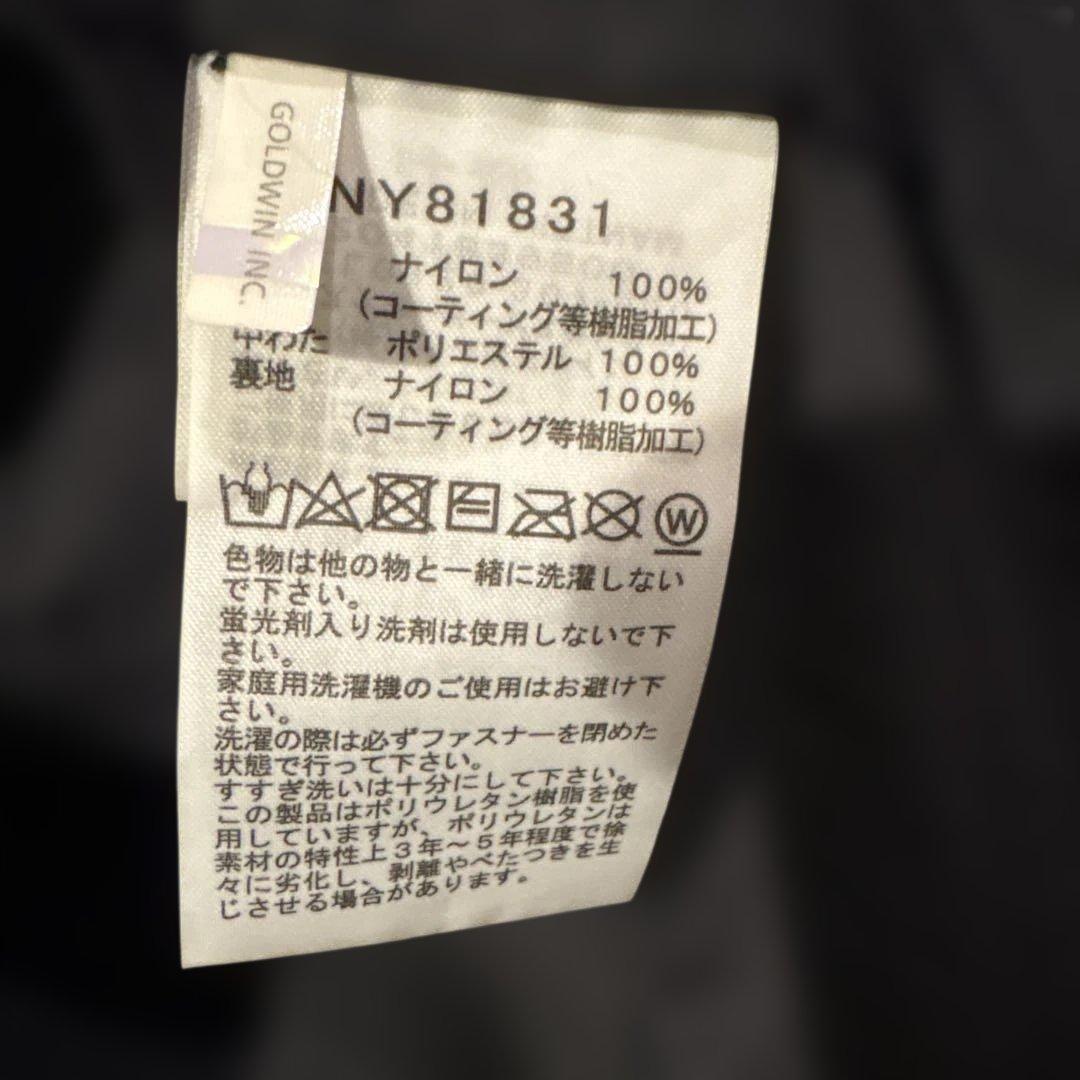 GOLDWIN INC.
NY81831
ナイロン 100%
(コーティング等樹脂加工)
中わた ポリエステル 100%
裏地 ナイロン 100%
(コーティング等樹脂加工)
W
色物は他の物と一緒に洗濯しない
で下さい。
蛍光剤入り洗剤は使用しないで下
さい。
家庭用洗濯機のご使用はお避け下
さい。
洗濯の際は必ずファスナーを閉めた
状態で行って下さい。
すすぎ洗いは十分にして下さい。
この製品はポリウレタン樹脂を使
用していますが、ポリウレタンは
素材の特性上3年~5年程度で徐
々に劣化し、剥離やべたつきを生
じさせる場合があります。